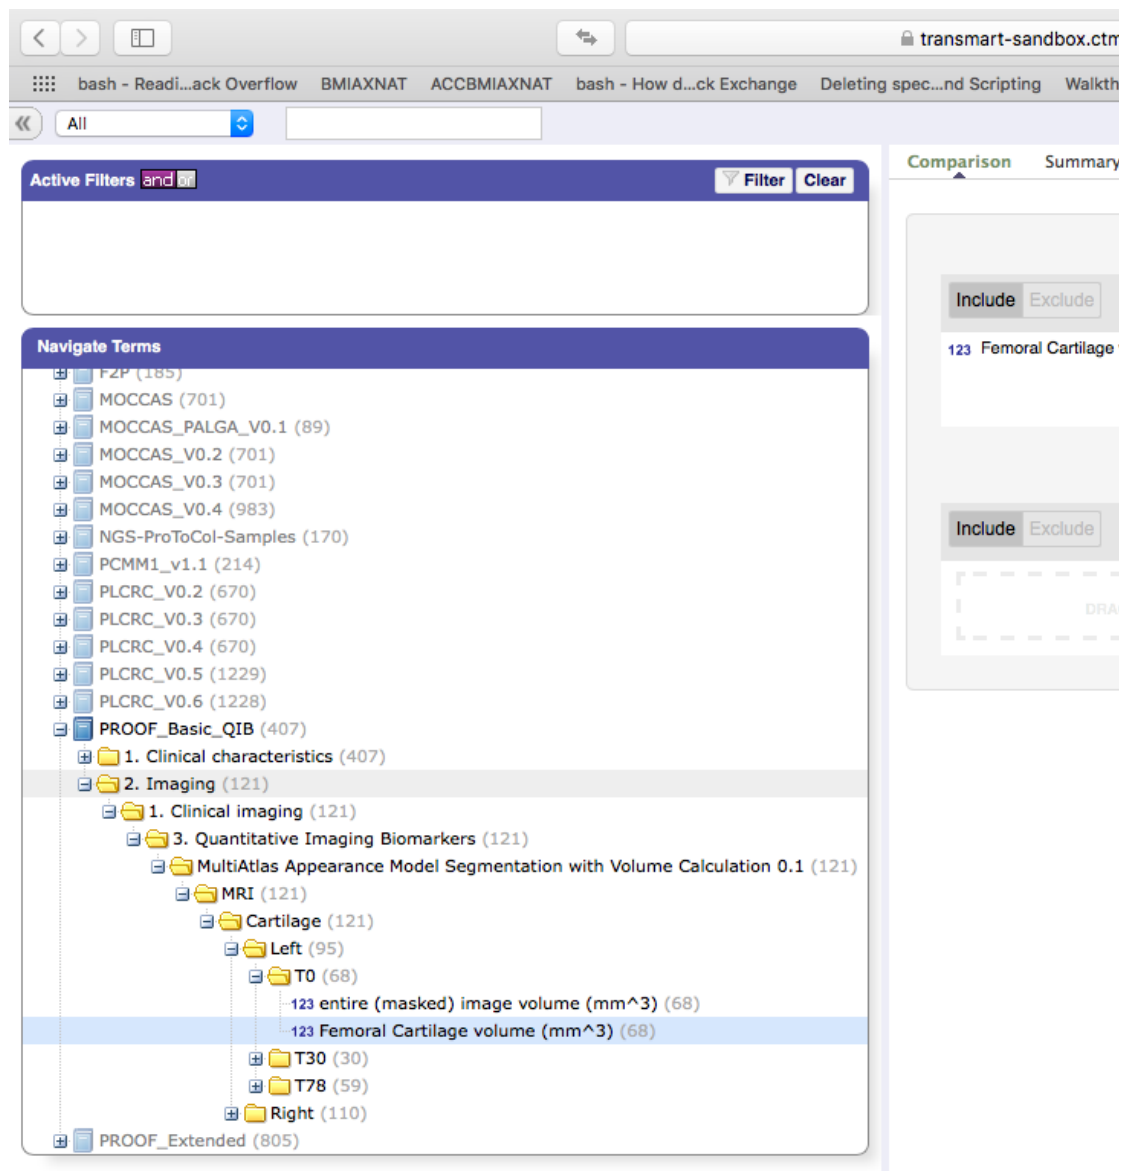 transmart-sandbox.ctm
bash - Readi...ack Overflow BMIAXNAT ACCBMIAXNAT bash - How d...ck Exchange Deleting spec...nd Scripting Walkth
All
Active Filters and or Filter Clear
Comparison Summary
Include Exclude
123 Femoral Cartilage
Include Exclude
DRA
Navigate Terms
F2P (185)
MOCCAS (701)
MOCCAS_PALGA_V0.1 (89)
MOCCAS_V0.2 (701)
MOCCAS_V0.3 (701)
MOCCAS_V0.4 (983)
NGS-ProToCol-Samples (170)
PCMM1_v1.1 (214)
PLCRC_V0.2 (670)
PLCRC_V0.3 (670)
PLCRC_V0.4 (670)
PLCRC_V0.5 (1229)
PLCRC_V0.6 (1228)
PROOF_Basic_QIB (407)
1. Clinical characteristics (407)
2. Imaging (121)
1. Clinical imaging (121)
3. Quantitative Imaging Biomarkers (121)
MultiAtlas Appearance Model Segmentation with Volume Calculation 0.1 (121)
MRI (121)
Cartilage (121)
Left (95)
T0 (68)
123 entire (masked) image volume (mm^3) (68)
123 Femoral Cartilage volume (mm^3) (68)
T30 (30)
T78 (59)
Right (110)
PROOF_Extended (805)